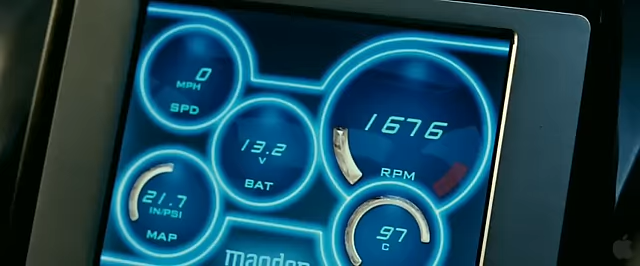 0
MPH
SPD
13.2
V
BAT
1676
RPM
21.7
IN/PSI
MAP
97
C